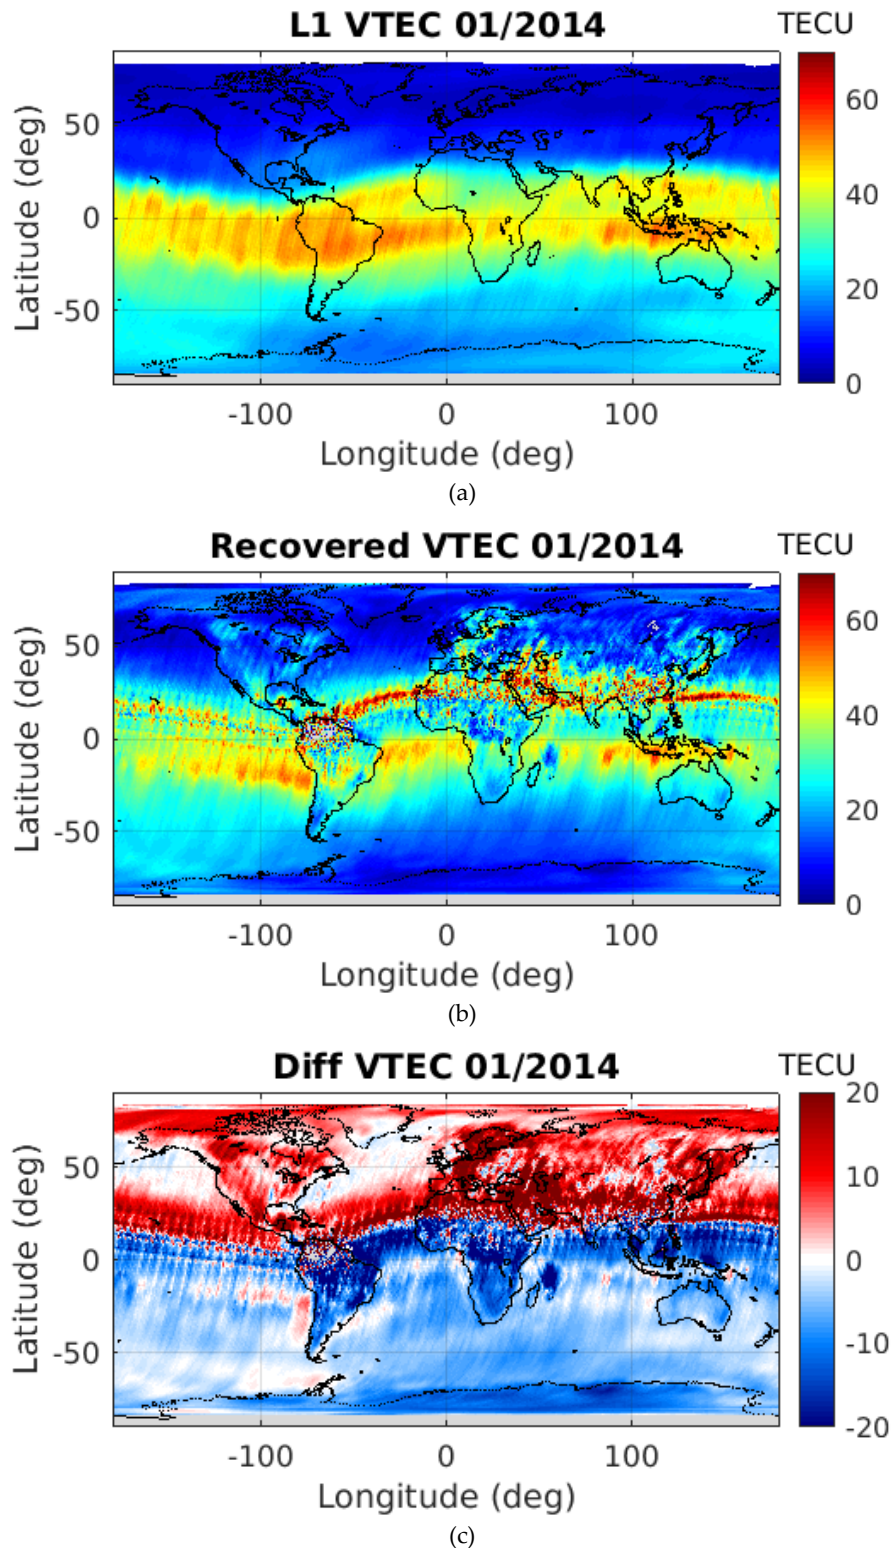 L1 VTEC 01/2014 TECU
60
40
20
0
50
0
-50
Latitude (deg)
-100 0 100
Longitude (deg)
(a)
Recovered VTEC 01/2014 TECU
60
40
20
0
50
0
-50
Latitude (deg)
-100 0 100
Longitude (deg)
(b)
Diff VTEC 01/2014 TECU
20
10
0
-10
-20
50
0
-50
Latitude (deg)
-100 0 100
Longitude (deg)
(c)